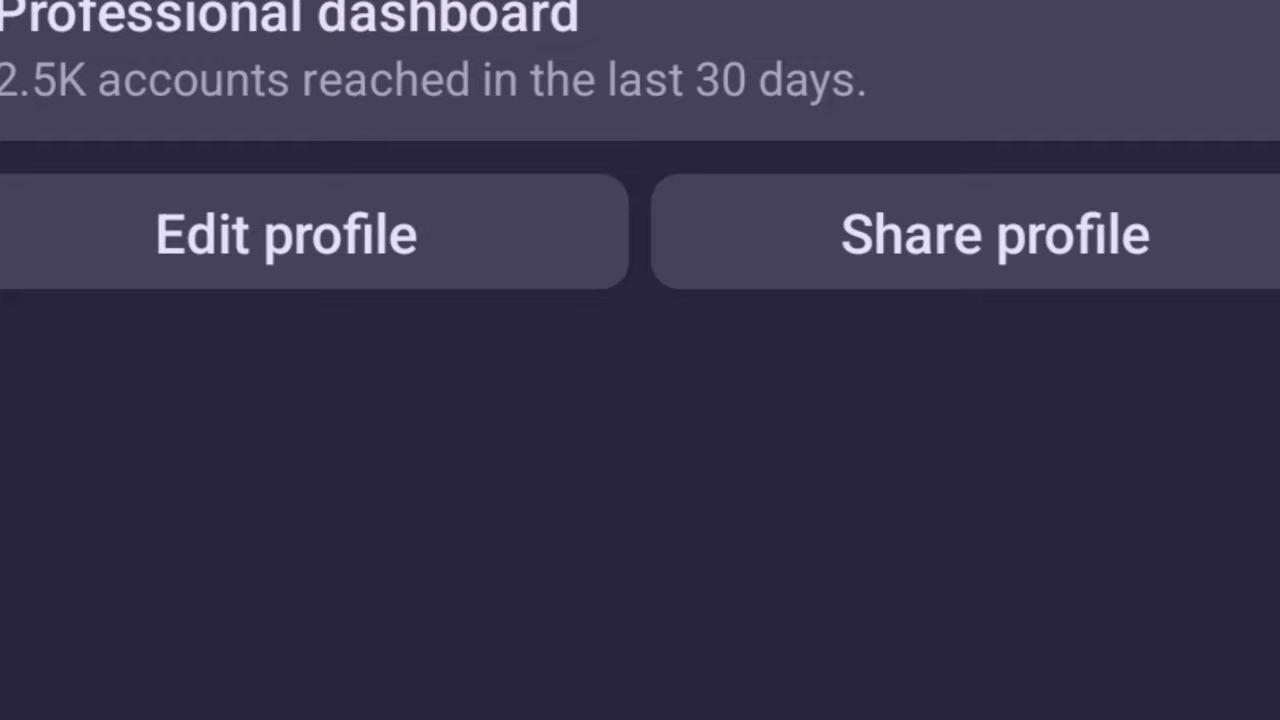 Professional dashboard
2.5K accounts reached in the last 30 days.
Edit profile
Share profile